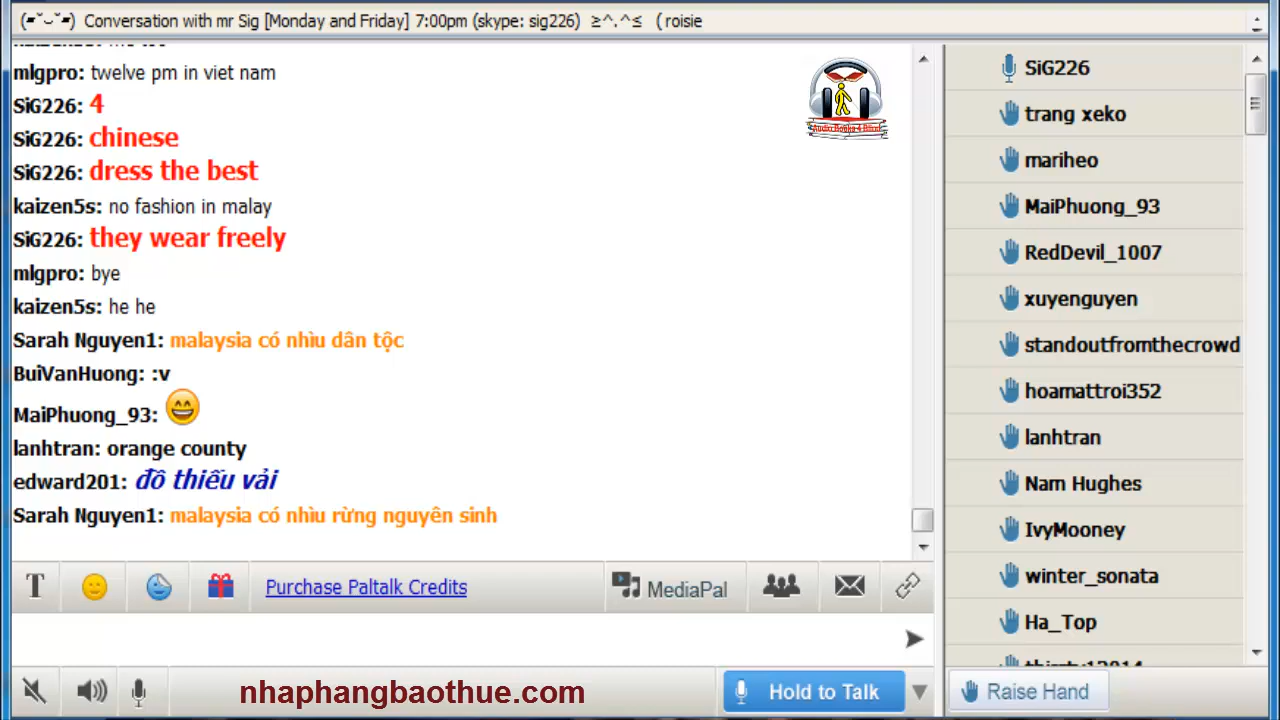 (▰˘◡˘▰) Conversation with mr Sig [Monday and Friday] 7:00pm (skype: sig226) ≥^.^≤ ( roisie
mlgpro: twelve pm in viet nam
SiG226: 4
SiG226: chinese
SiG226: dress the best
kaizen5s: no fashion in malay
SiG226: they wear freely
mlgpro: bye
kaizen5s: he he
Sarah Nguyen1: malaysia có nhìu dân tộc
BuiVanHuong: :v
MaiPhuong_93:
lanhtran: orange county
edward201: đồ thiếu vải
Sarah Nguyen1: malaysia có nhìu rừng nguyên sinh
Audio Books 4 Blind
T
Purchase Paltalk Credits
MediaPal
nhaphangbaothue.com
Hold to Talk
SiG226
trang xeko
mariheo
MaiPhuong_93
RedDevil_1007
xuyenguyen
standoutfromthecrowd
hoamattroi352
lanhtran
Nam Hughes
IvyMooney
winter_sonata
Ha_Top
Raise Hand